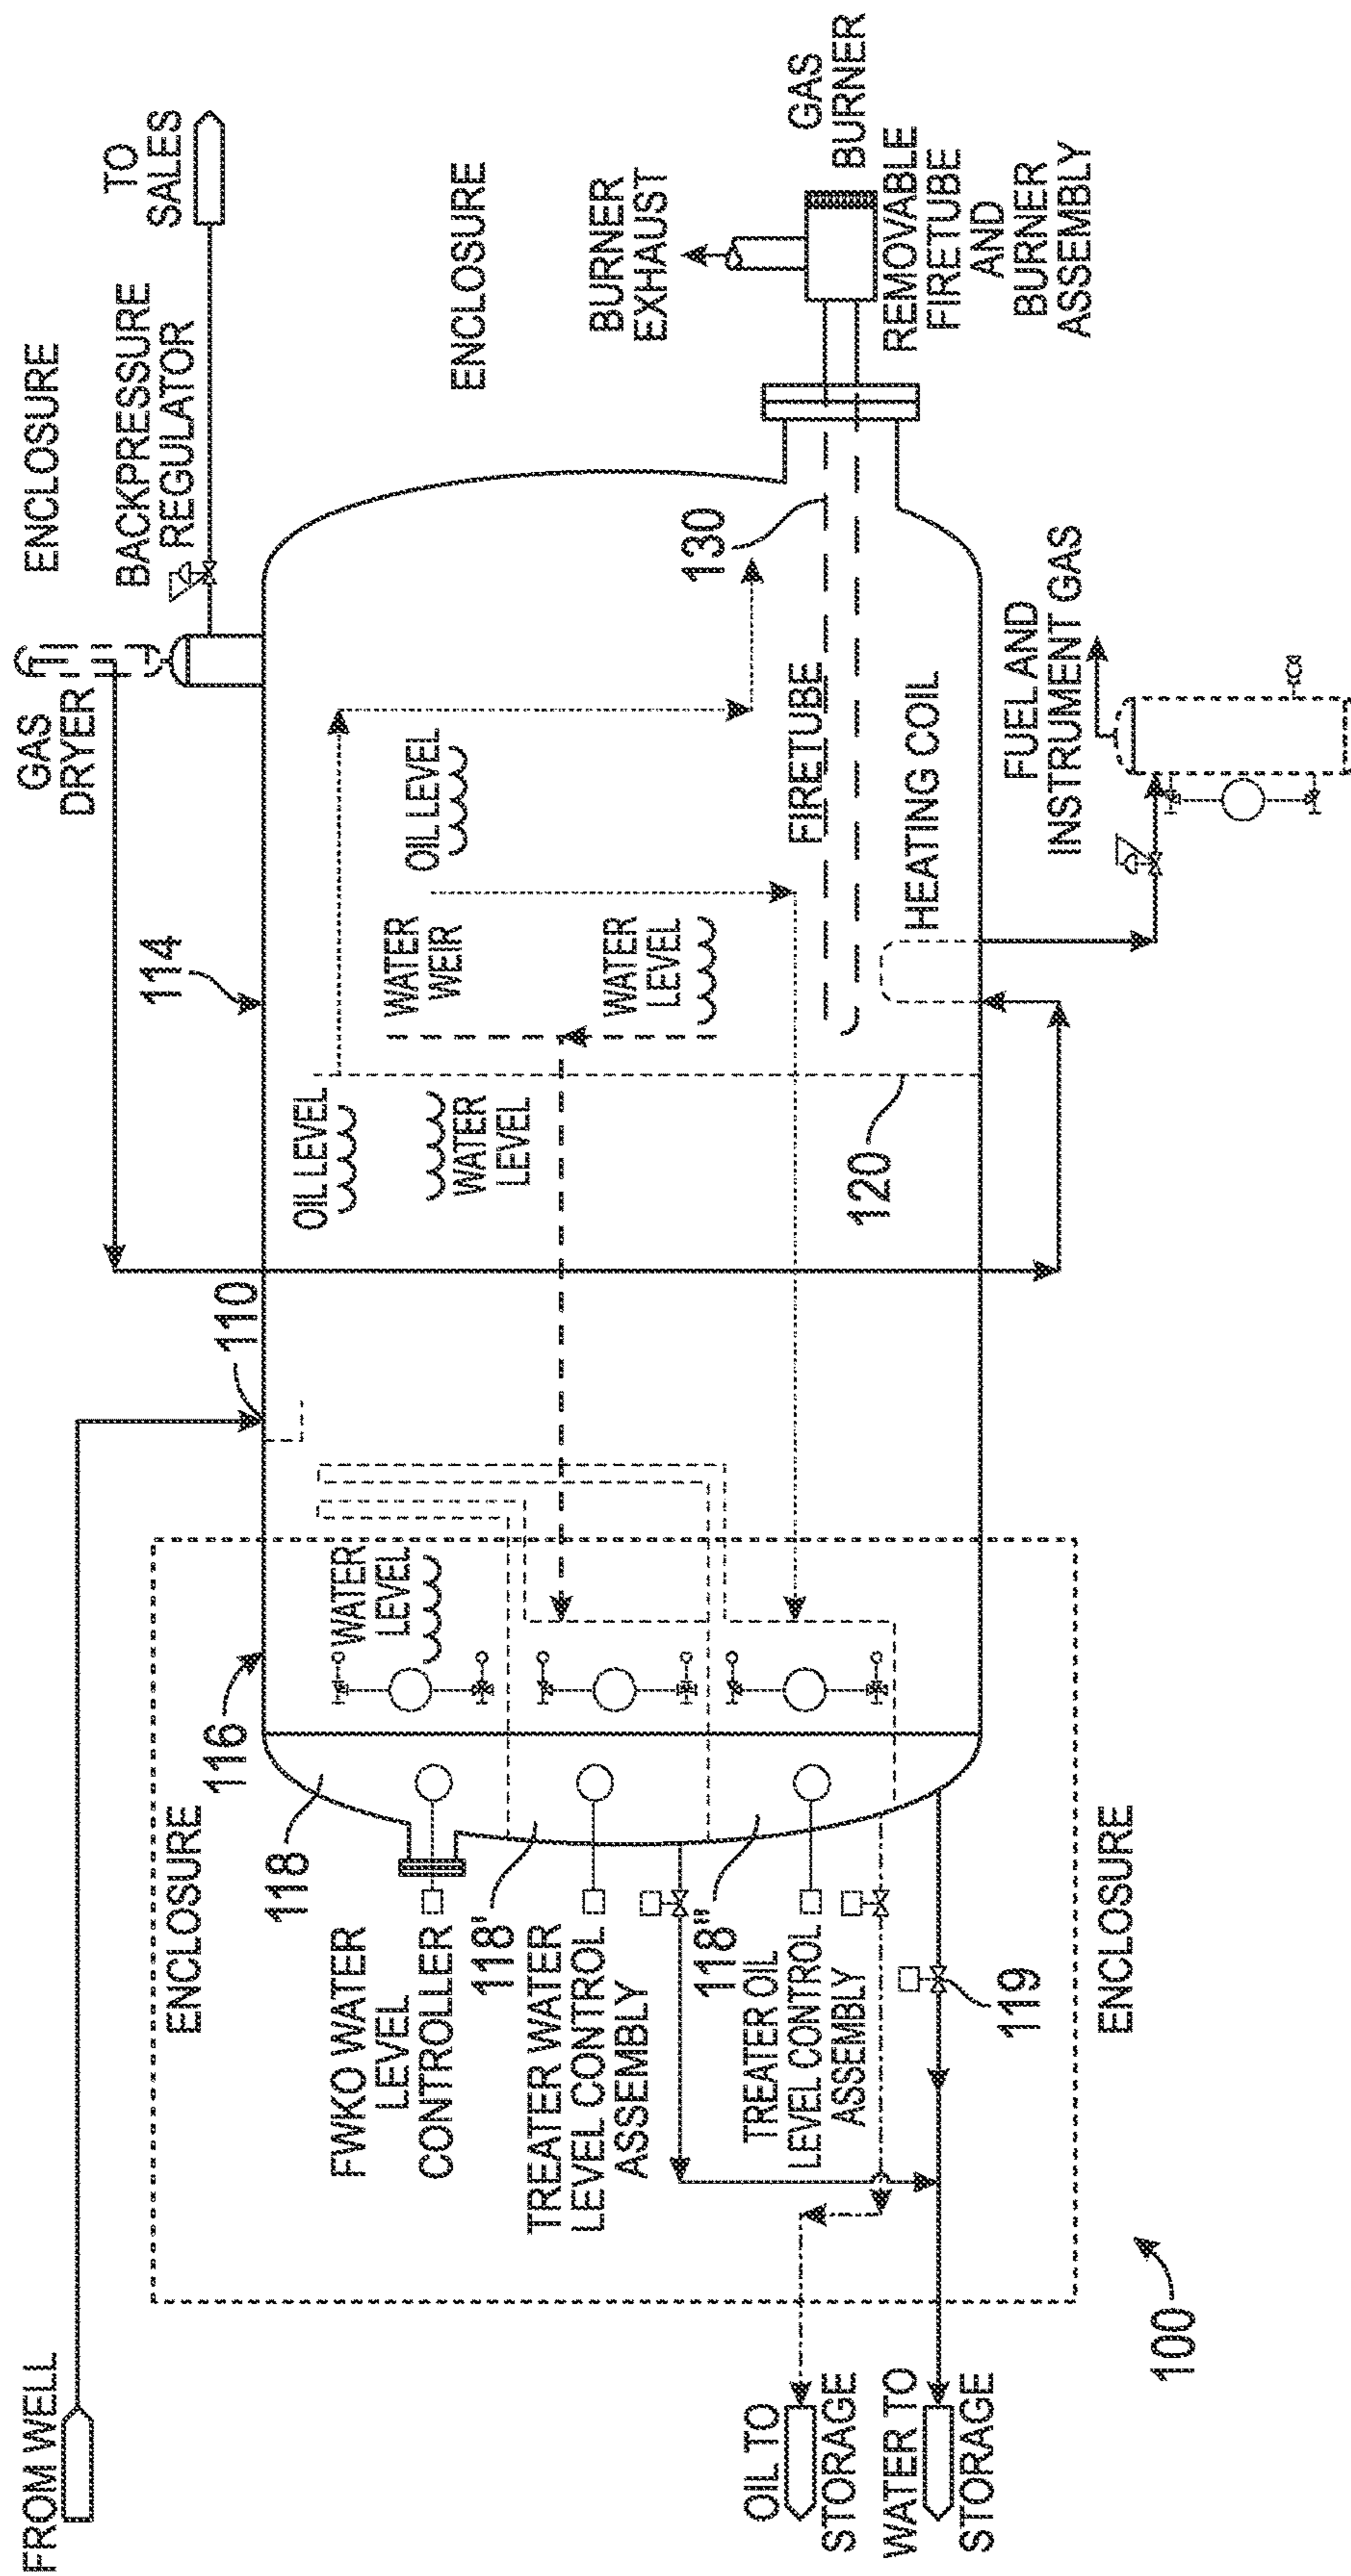 FROM WELL
ENCLOSURE
116
110
114
GAS
DRYER
ENCLOSURE
BACKPRESSURE
REGULATOR
TO
SALES
118
FWKO WATER
LEVEL
CONTROLLER
WATER
LEVEL
OIL LEVEL
WATER
LEVEL
WATER
WEIR
OIL LEVEL
ENCLOSURE
118'
TREATER WATER
LEVEL CONTROL
ASSEMBLY
WATER
LEVEL
BURNER
EXHAUST
118"
TREATER OIL
LEVEL CONTROL
ASSEMBLY
130
FIRETUBE
GAS
BURNER
OIL TO
STORAGE
120
HEATING COIL
REMOVABLE
FIRETUBE
AND
BURNER
ASSEMBLY
WATER TO
STORAGE
119
FUEL AND
INSTRUMENT GAS
ENCLOSURE
100